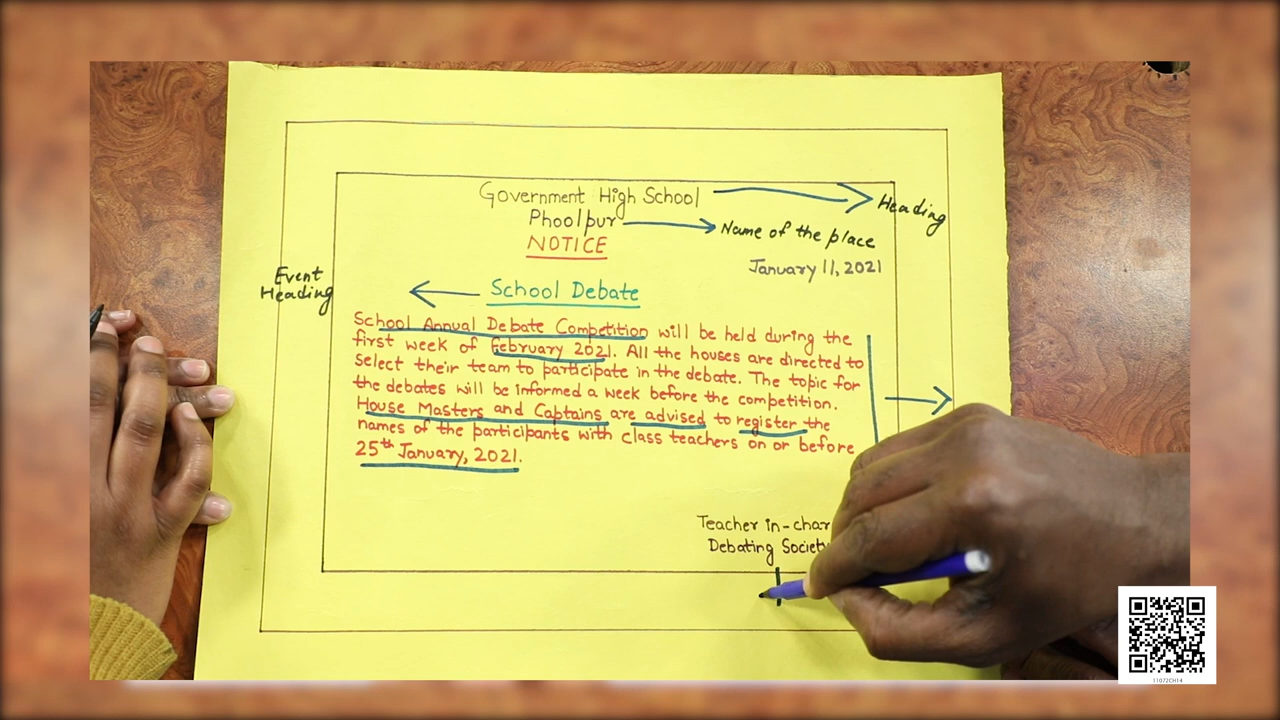 Government High School
Heading
Phoolpur
Name of the place
NOTICE
January 11, 2021
Event
Heading
School Debate
School Annual Debate Competition will be held during the
first week of february 2021. All the houses are directed to
select their team to participate in the debate. The topic for
the debates will be informed a week before the competition.
House Masters and Captains are advised to register the
names of the participants with class teachers on or before
25th January, 2021.
Teacher in-char
Debating Society
11072CH14